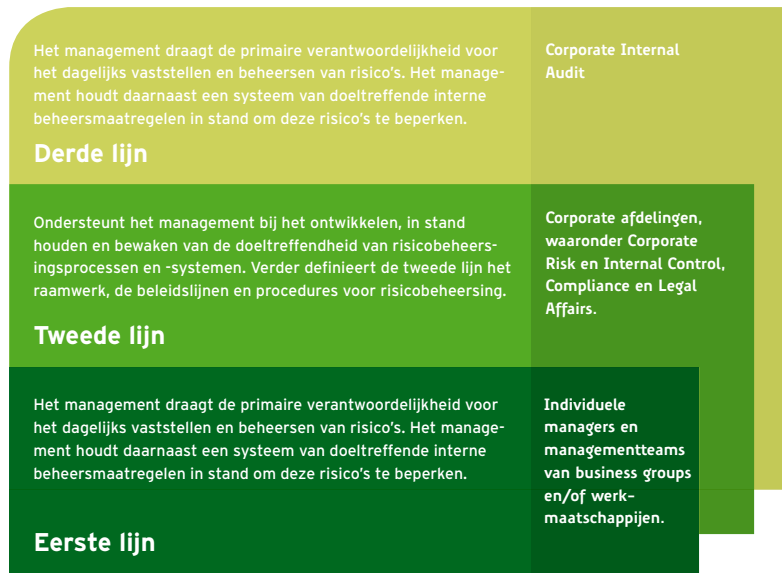 Het management draagt de primaire verantwoordelijkheid voor
het dagelijks vaststellen en beheersen van risico's. Het manage-
ment houdt daarnaast een systeem van doeltreffende interne
beheersmaatregelen in stand om deze risico's te beperken.
Derde lijn
Corporate Internal
Audit
Ondersteunt het management bij het ontwikkelen, in stand
houden en bewaken van de doeltreffendheid van risicobeheers-
ingsprocessen en -systemen. Verder definieert de tweede lijn het
raamwerk, de beleidslijnen en procedures voor risicobeheersing.
Tweede lijn
Corporate afdelingen,
waaronder Corporate
Risk en Internal Control,
Compliance en Legal
Affairs.
Het management draagt de primaire verantwoordelijkheid voor
het dagelijks vaststellen en beheersen van risico's. Het manage-
ment houdt daarnaast een systeem van doeltreffende interne
beheersmaatregelen in stand om deze risico's te beperken.
Eerste lijn
Individuele
managers en
managementteams
van business groups
en/of werk-
maatschappijen.